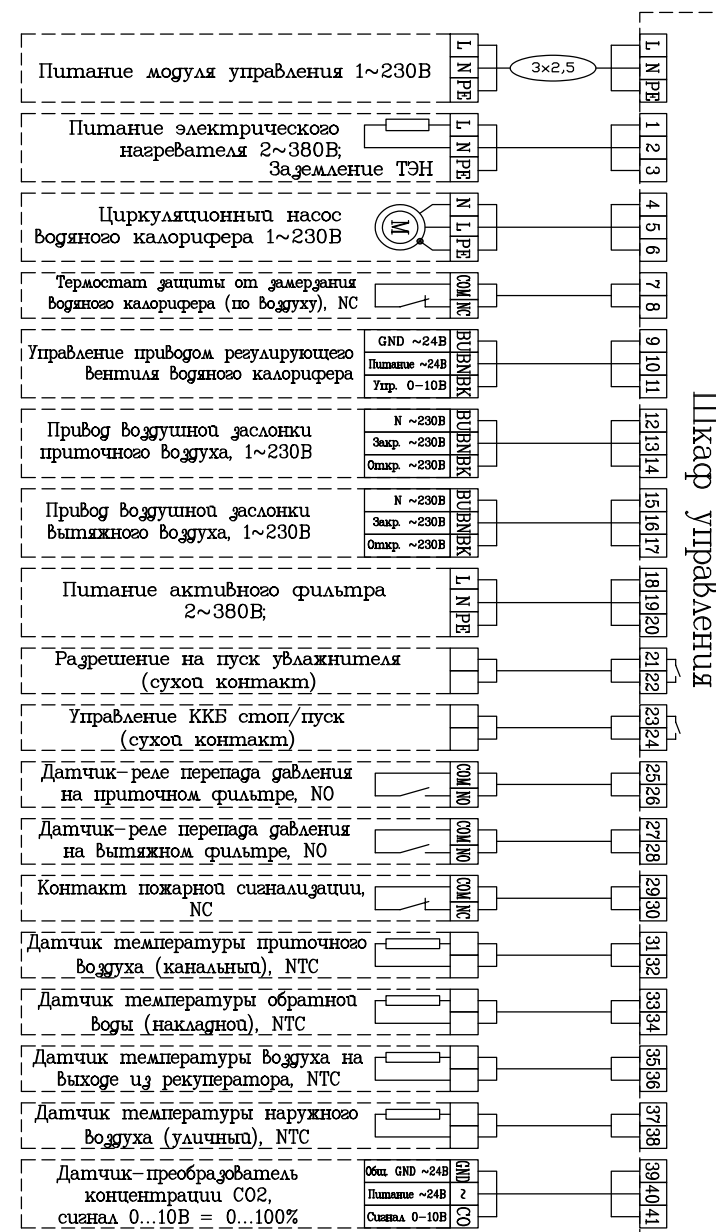 Питание модуля управления 1~230В
L
N
PE
3x2,5
L
N
PE
Питание электрического
нагревателя 2~380В;
Заземление ТЭН
L
N
PE
1
2
3
Циркуляционный насос
водяного калорифера 1~230В
M
N
L
PE
4
5
6
Термостат защиты от замерзания
водяного калорифера (по воздуху), NC
COM
NC
7
8
Управление приводом регулирующего
вентиля водяного калорифера
GND ~24В
Питание ~24В
Упр. 0-10В
BU
BN
BK
9
10
11
Привод воздушной заслонки
приточного воздуха, 1~230В
N ~230В
Закр. ~230В
Откр. ~230В
BU
BN
BK
12
13
14
Привод воздушной заслонки
вытяжного воздуха, 1~230В
N ~230В
Закр. ~230В
Откр. ~230В
BU
BN
BK
15
16
17
Питание активного фильтра
2~380В;
L
N
PE
18
19
20
Разрешение на пуск увлажнителя
(сухой контакт)
21
22
Управление ККБ стоп/пуск
(сухой контакт)
23
24
Датчик-реле перепада давления
на приточном фильтре, NO
COM
NO
25
26
Датчик-реле перепада давления
на вытяжном фильтре, NO
COM
NO
27
28
Контакт пожарной сигнализации,
NC
COM
NC
29
30
Датчик температуры приточного
воздуха (канальный), NTC
31
32
Датчик температуры обратной
воды (накладной), NTC
33
34
Датчик температуры воздуха на
выходе из рекуператора, NTC
35
36
Датчик температуры наружного
воздуха (уличный), NTC
37
38
Датчик-преобразователь
концентрации CO2,
сигнал 0...10В = 0...100%
Общ. GND ~24В
Питание ~24В
Сигнал 0-10В
GND
~
CO
39
40
41
Шкаф управления